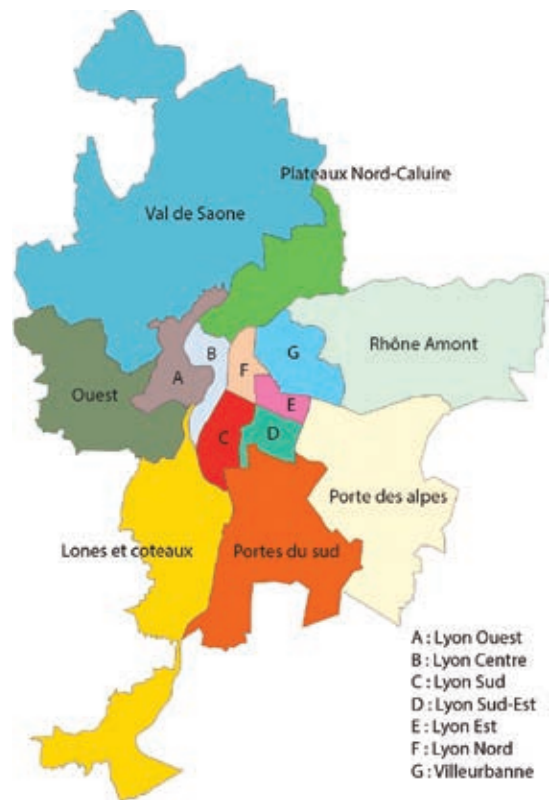 Plateaux Nord-Caluire
Val de Saone
Rhône Amont
B
G
F
A
Ouest
E
C
D
Porte des alpes
Lones et coteaux
Portes du sud
A : Lyon Ouest
B : Lyon Centre
C : Lyon Sud
D : Lyon Sud-Est
E : Lyon Est
F : Lyon Nord
G : Villeurbanne